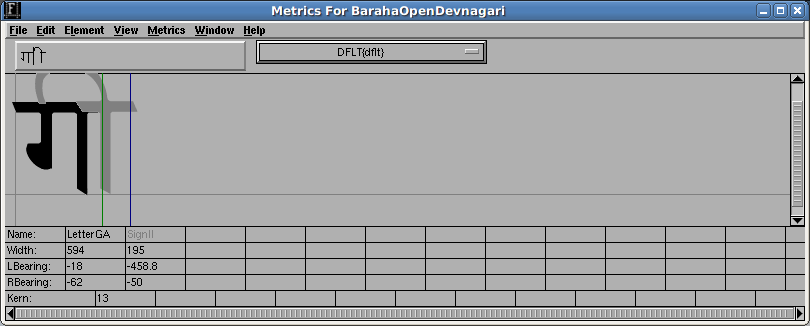 Metrics For BarahaOpenDevnagari
File Edit Element View Metrics Window Help
गी DFLT{dflt}
गी
Name: LetterGA SignII
Width: 594 195
LBearing: -18 -458.8
RBearing: -62 -50
Kern: 13